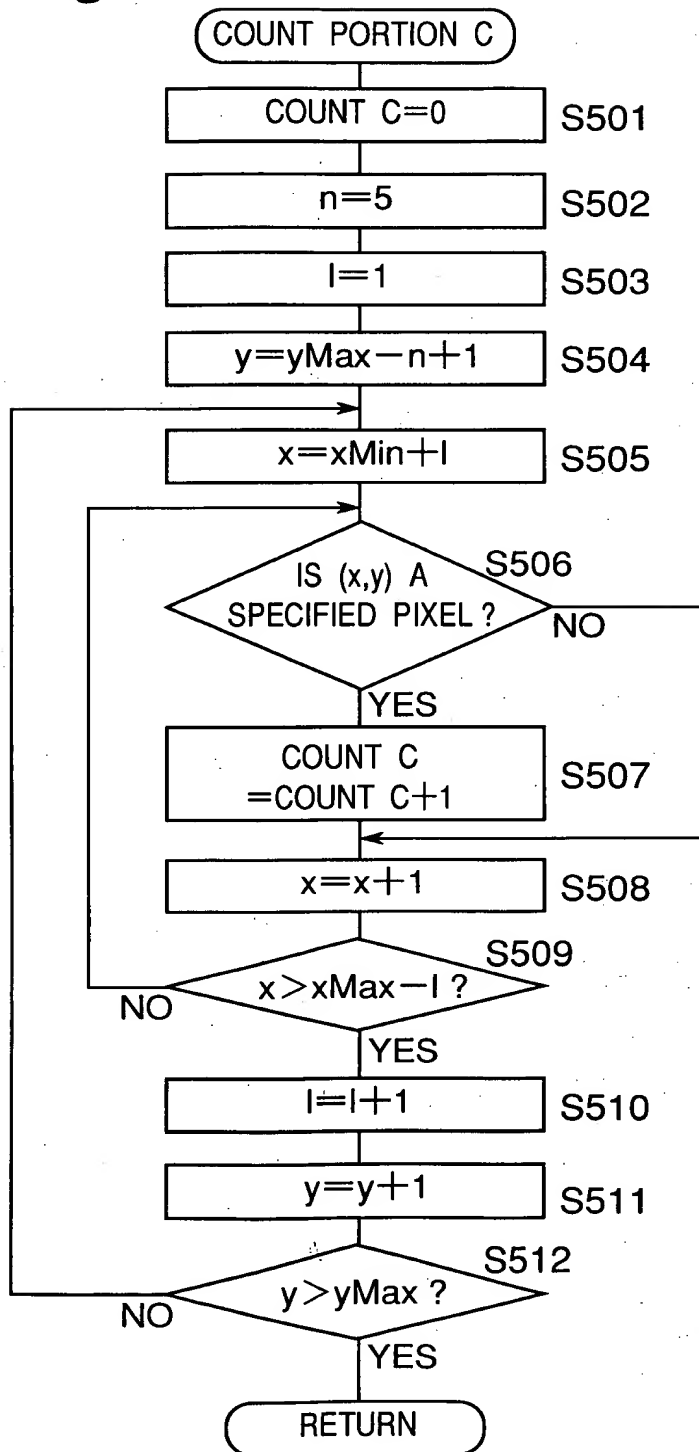 COUNT PORTION C
COUNT C=0
S501
n=5
S502
I=1
S503
y=yMax-n+1
S504
x=xMin+I
S505
S506
IS (x,y) A
SPECIFIED PIXEL?
NO
YES
COUNT C
=COUNT C+1
S507
x=x+1
S508
S509
x>xMax-I?
NO
YES
I=I+1
S510
y=y+1
S511
S512
y>yMax?
NO
YES
RETURN